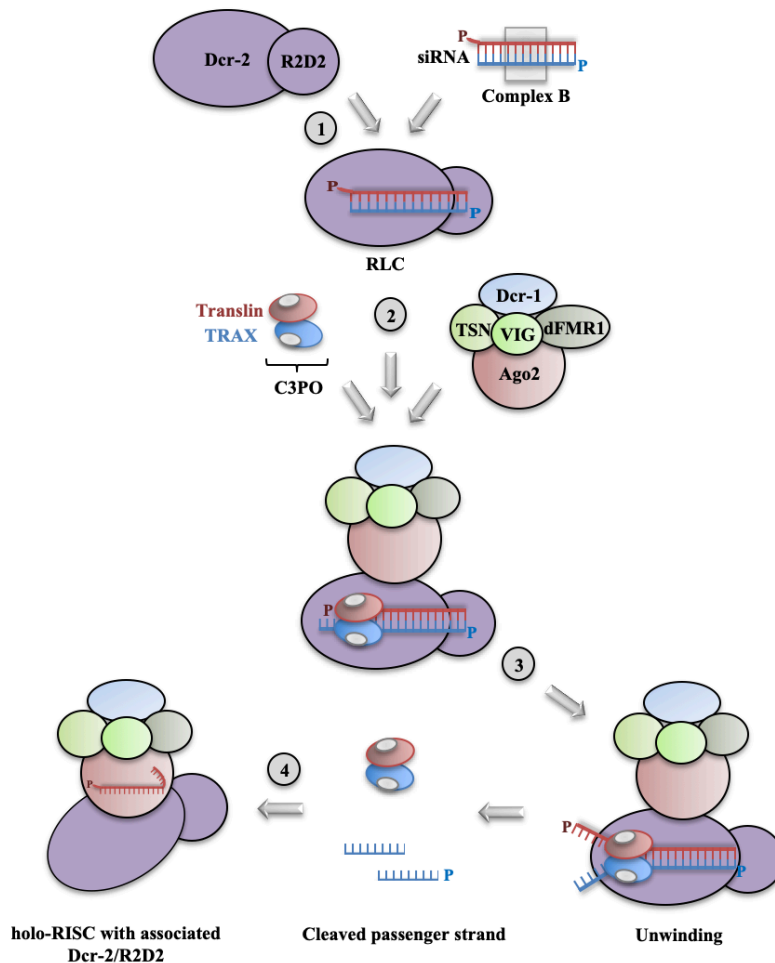 Dcr-2
R2D2
P
siRNA
P
Complex B
1
P
P
RLC
Translin
TRAX
C3PO
2
Dcr-1
TSN
VIG
dFMR1
Ago2
P
P
3
4
P
P
P
P
holo-RISC with associated
Dcr-2/R2D2
Cleaved passenger strand
Unwinding